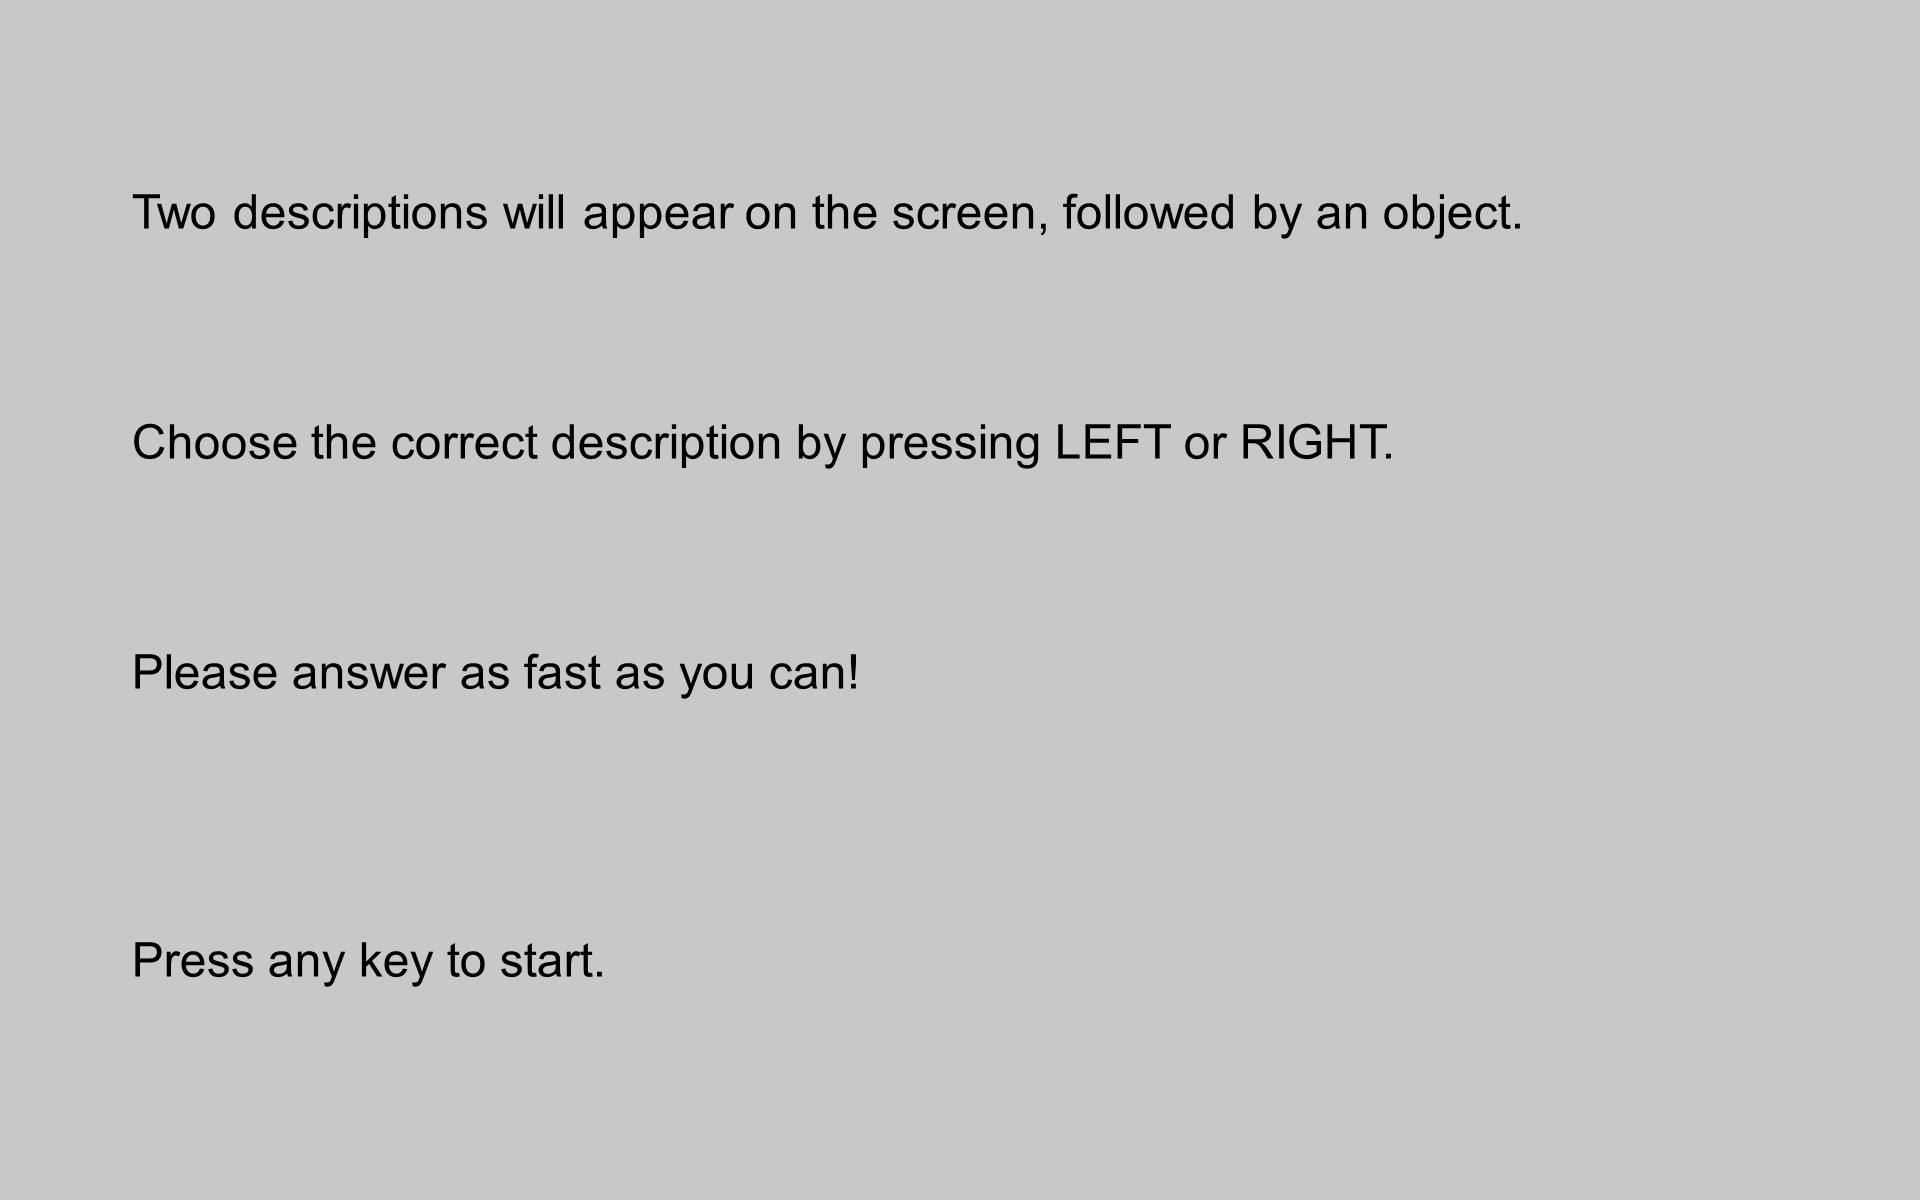 Two descriptions will appear on the screen, followed by an object.
Choose the correct description by pressing LEFT or RIGHT.
Please answer as fast as you can!
Press any key to start.